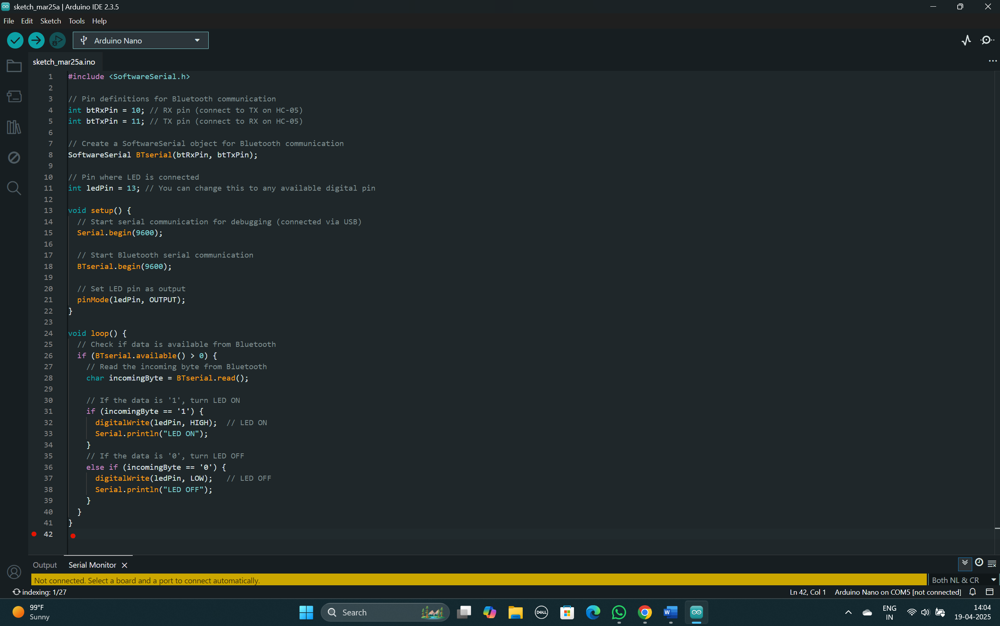 sketch_mar25a | Arduino IDE 2.3.5
File Edit Sketch Tools Help
Arduino Nano
sketch_mar25a.ino
1 #include <SoftwareSerial.h>
2
3 // Pin definitions for Bluetooth communication
4 int btRxPin = 10; // RX pin (connect to TX on HC-05)
5 int btTxPin = 11; // TX pin (connect to RX on HC-05)
6
7 // Create a SoftwareSerial object for Bluetooth communication
8 SoftwareSerial BTserial(btRxPin, btTxPin);
9
10 // Pin where LED is connected
11 int ledPin = 13; // You can change this to any available digital pin
12
13 void setup() {
14   // Start serial communication for debugging (connected via USB)
15   Serial.begin(9600);
16
17   // Start Bluetooth serial communication
18   BTserial.begin(9600);
19
20   // Set LED pin as output
21   pinMode(ledPin, OUTPUT);
22 }
23
24 void loop() {
25   // Check if data is available from Bluetooth
26   if (BTserial.available() > 0) {
27     // Read the incoming byte from Bluetooth
28     char incomingByte = BTserial.read();
29
30     // If the data is '1', turn LED ON
31     if (incomingByte == '1') {
32       digitalWrite(ledPin, HIGH);  // LED ON
33       Serial.println("LED ON");
34     }
35     // If the data is '0', turn LED OFF
36     else if (incomingByte == '0') {
37       digitalWrite(ledPin, LOW);   // LED OFF
38       Serial.println("LED OFF");
39     }
40   }
41 }
42
Output Serial Monitor
Not connected. Select a board and a port to connect automatically. Both NL & CR
indexing: 1/27 Ln 42, Col 1 Arduino Nano on COM5 [not connected]
99°F
Sunny
Search
DELL
W
ENG
IN
14:04
19-04-2025